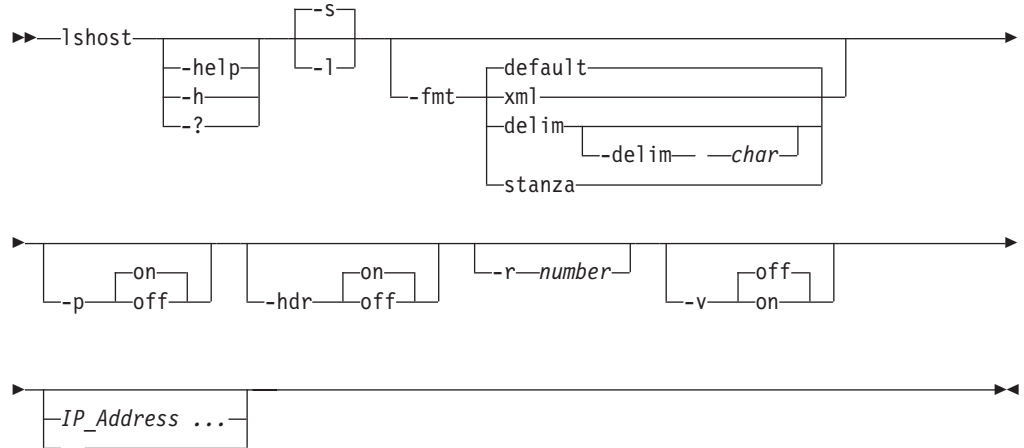 -s
lshost
-help
-l
default
-h
-fmt
xml
-?
delim
-delim char
stanza
on
on
-r number
off
-p off
-hdr off
-v on
IP_Address ...